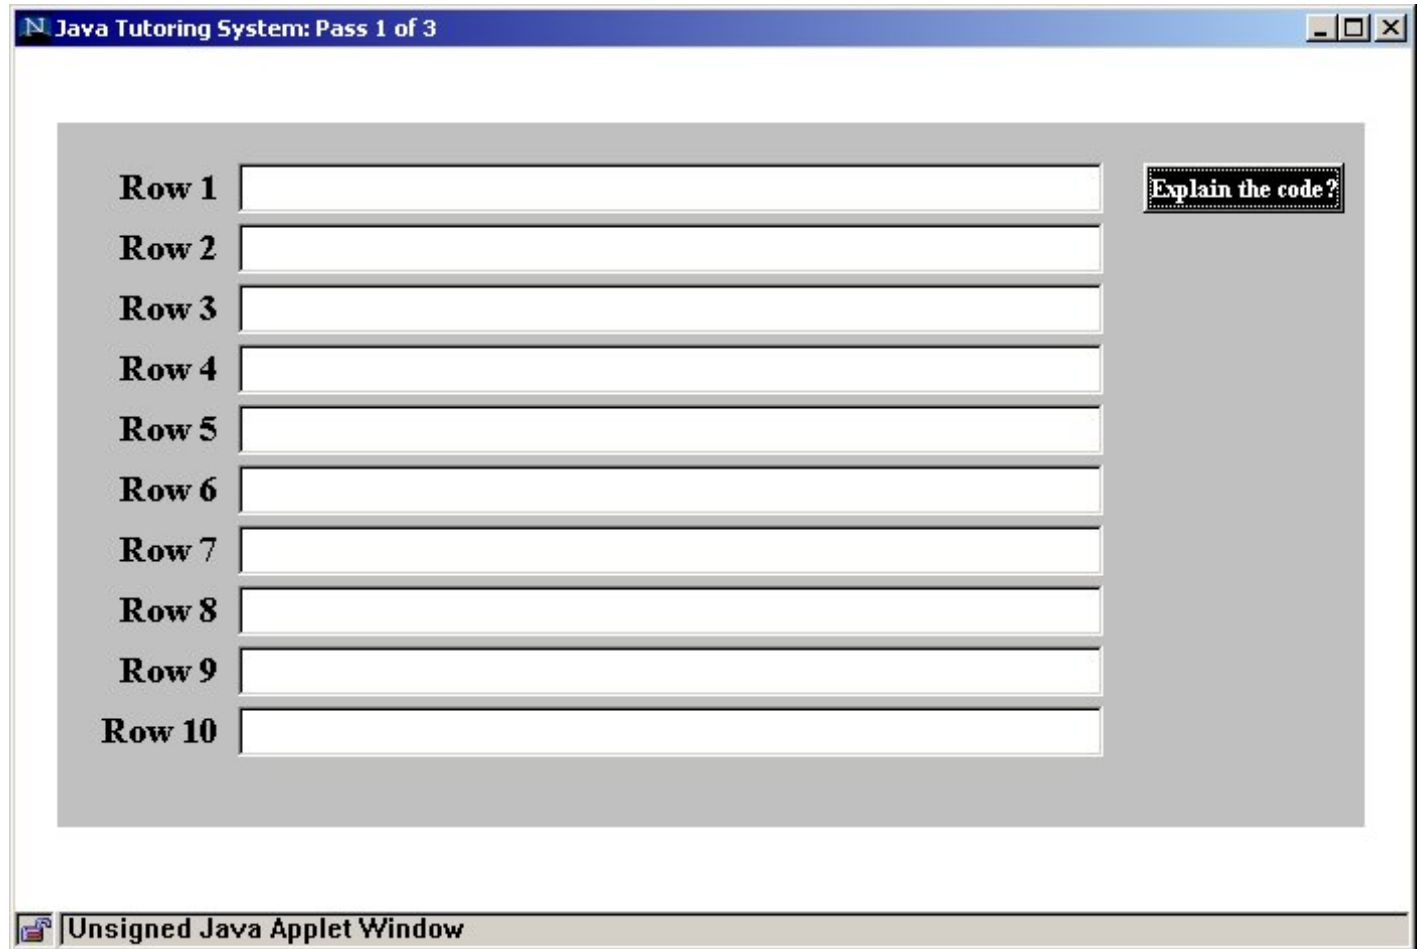 N Java Tutoring System: Pass 1 of 3
Row 1
Explain the code?
Row 2
Row 3
Row 4
Row 5
Row 6
Row 7
Row 8
Row 9
Row 10
Unsigned Java Applet Window